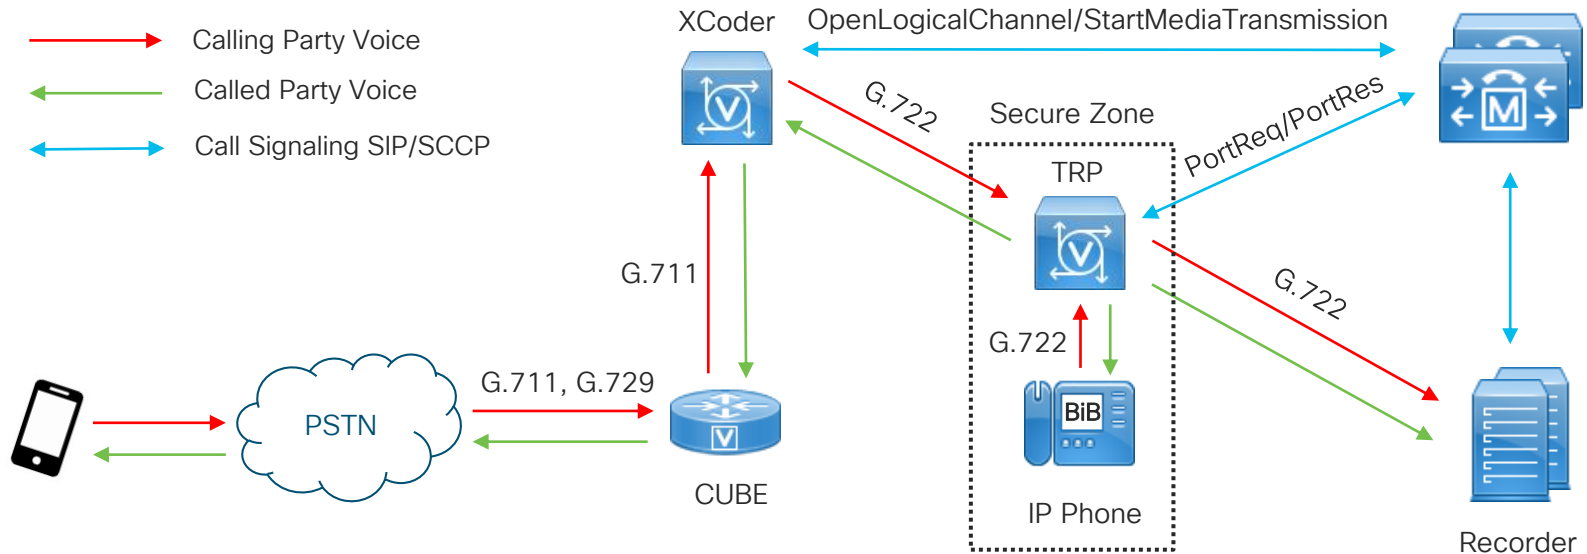 XCoder
OpenLogicalChannel/StartMediaTransmission
Calling Party Voice
Called Party Voice
Call Signaling SIP/SCCP
V
G.722
Secure Zone
PortReq/PortRes
M
TRP
V
G.711
G.722
G.722
G.711, G.729
PSTN
BiB
V
CUBE
IP Phone
Recorder